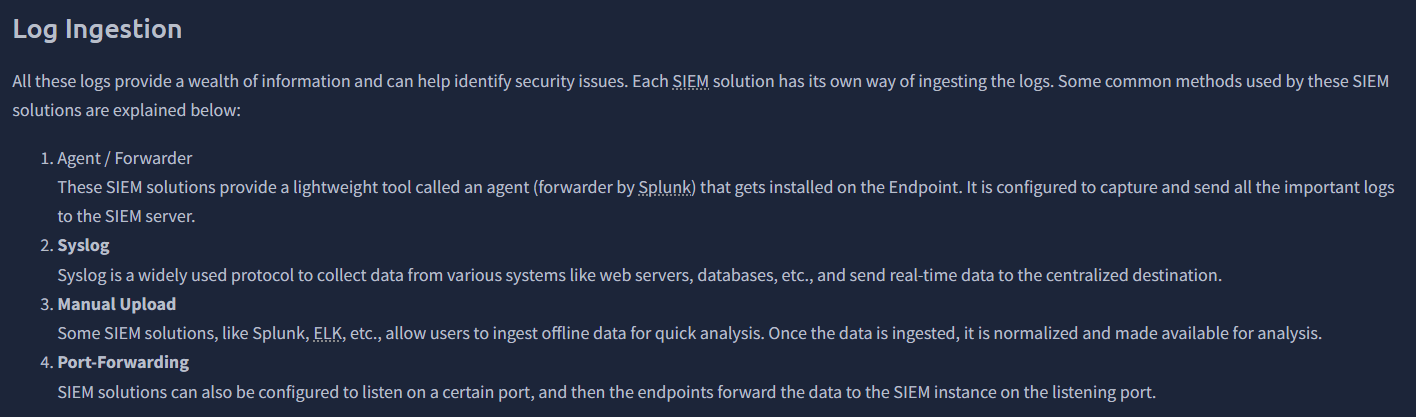 Log Ingestion
All these logs provide a wealth of information and can help identify security issues. Each SIEM solution has its own way of ingesting the logs. Some common methods used by these SIEM
solutions are explained below:
1. Agent / Forwarder
These SIEM solutions provide a lightweight tool called an agent (forwarder by Splunk) that gets installed on the Endpoint. It is configured to capture and send all the important logs
to the SIEM server.
2. Syslog
Syslog is a widely used protocol to collect data from various systems like web servers, databases, etc., and send real-time data to the centralized destination.
3. Manual Upload
Some SIEM solutions, like Splunk, ELK, etc., allow users to ingest offline data for quick analysis. Once the data is ingested, it is normalized and made available for analysis.
4. Port-Forwarding
SIEM solutions can also be configured to listen on a certain port, and then the endpoints forward the data to the SIEM instance on the listening port.